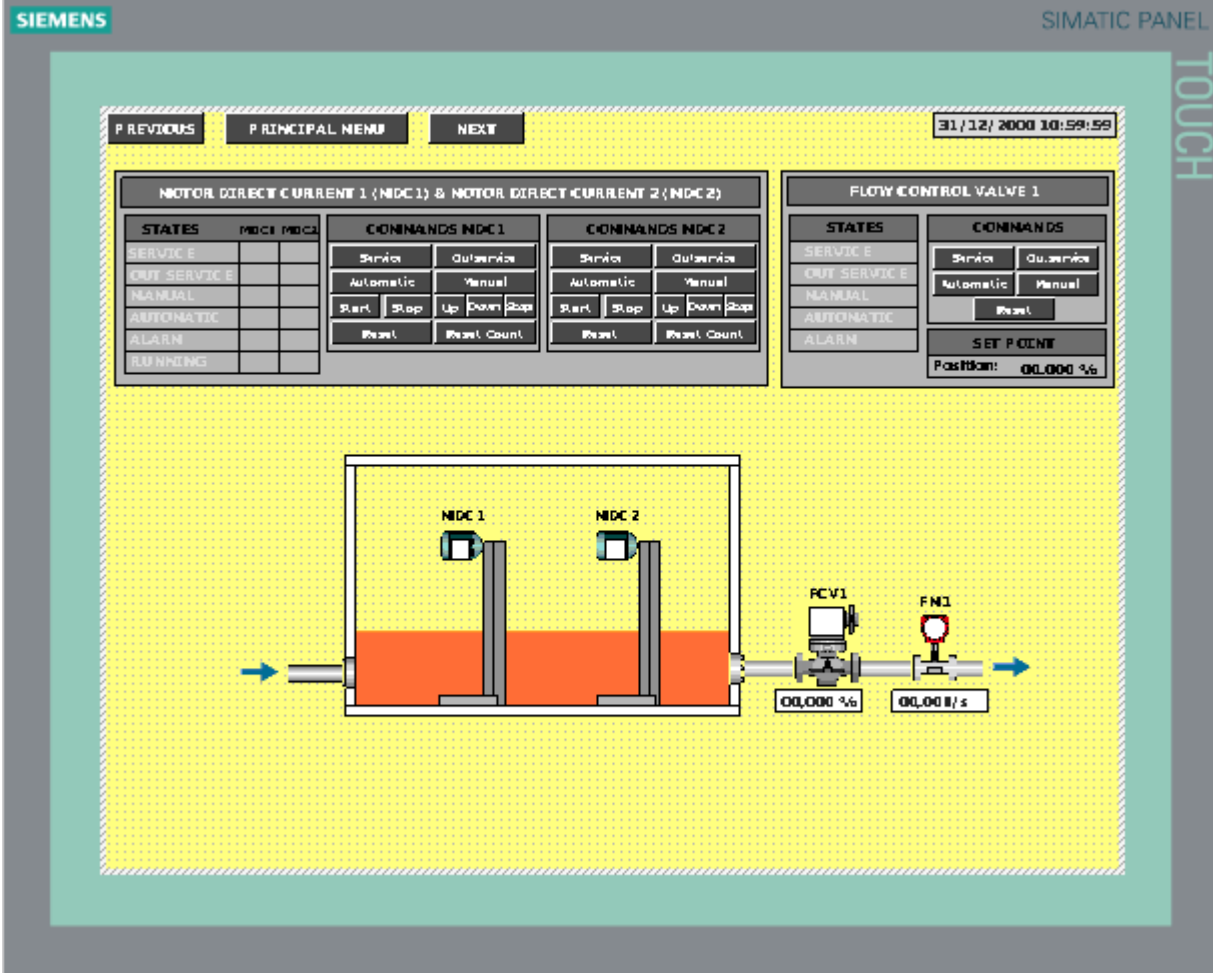 SIEMENS
SIMATIC PANEL
TOUCH
PREVIOUS PRINCIPAL MENU NEXT 31/12/2000 10:59:59
MOTOR DIRECT CURRENT 1 (MDC1) & MOTOR DIRECT CURRENT 2 (MDC2) FLOW CONTROL VALVE 1
STATES MDC1 MDC2 COMMANDS MDC1 COMMANDS MDC2 STATES COMMANDS
SERVICE Service Outservice Service Outservice SERVICE Service Outservice
OUT SERVICE Automatic Manual Automatic Manual OUT SERVICE Automatic Manual
MANUAL Start Stop Up Down Stop Start Stop Up Down Stop MANUAL Reset
AUTOMATIC Reset Reset Count Reset Reset Count AUTOMATIC
ALARM ALARM SET POINT
RUNNING Position: 00.000 %
MDC1 MDC2
FCV1 FM1
00,000 % 00,00 l/s